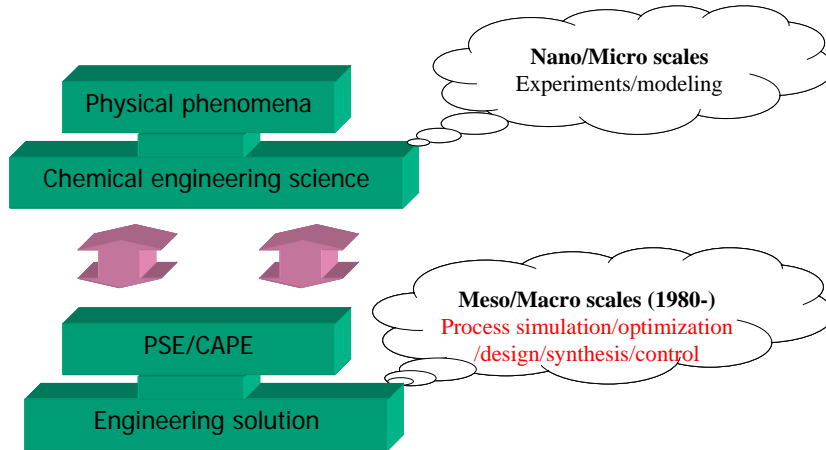 Nano/Micro scales
Experiments/modeling
Physical phenomena
Chemical engineering science
Meso/Macro scales (1980-)
Process simulation/optimization
/design/synthesis/control
PSE/CAPE
Engineering solution